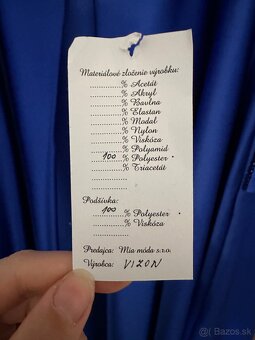 Materiálové zloženie výrobku:
..............% Acetát
..............% Akryl
..............% Bavlna
..............% Elastan
..............% Modal
..............% Nylon
..............% Viskóza
..............% Polyamid
100% Polyester
..............% Triacetát
Podšívka:
100% Polyester
..............% Viskóza
Predajca: Mia móda s.r.o.
Výrobca: VIZON
Bazos.sk